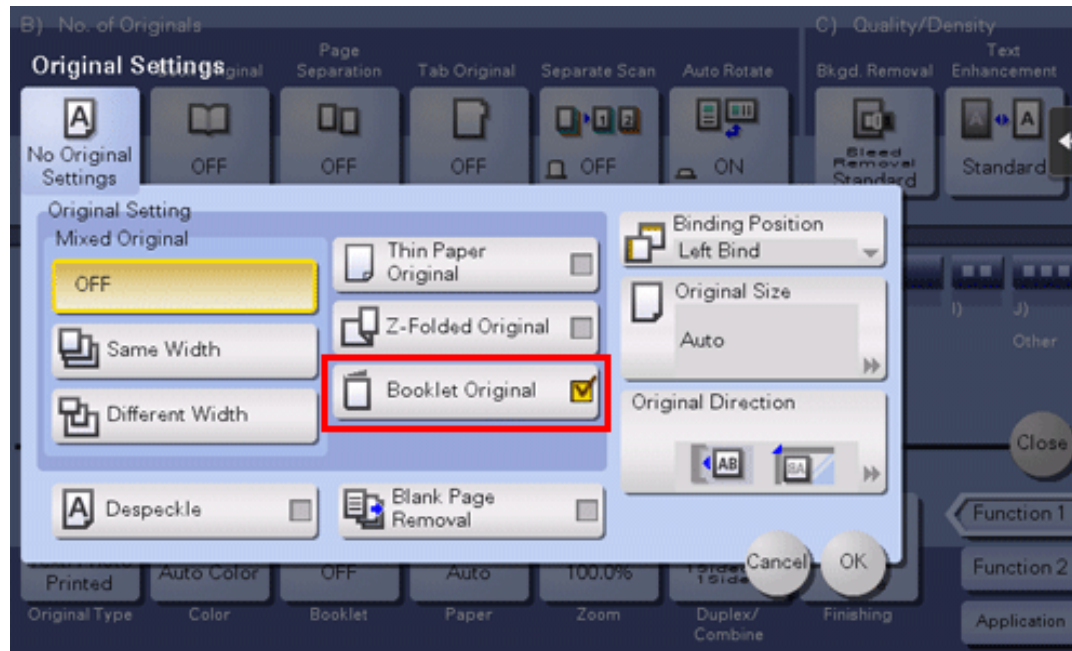 B) No. of Originals
C) Quality/Density
Original Settings
ginal
Page
Separation
Tab Original
Separate Scan
Auto Rotate
Bkgd. Removal
Text
Enhancement
No Original
Settings
OFF
OFF
OFF
OFF
ON
Bleed
Removal
Standard
Standard
Original Setting
Mixed Original
OFF
Same Width
Different Width
Thin Paper
Original
Z-Folded Original
Booklet Original
Binding Position
Left Bind
Original Size
Auto
Original Direction
AB
Despeckle
Blank Page
Removal
I)
J)
Other
Close
Cancel
OK
Function 1
Function 2
Application
Printed
Auto Color
OFF
Auto
100.0%
Original Type
Color
Booklet
Paper
Zoom
Duplex/
Combine
Finishing